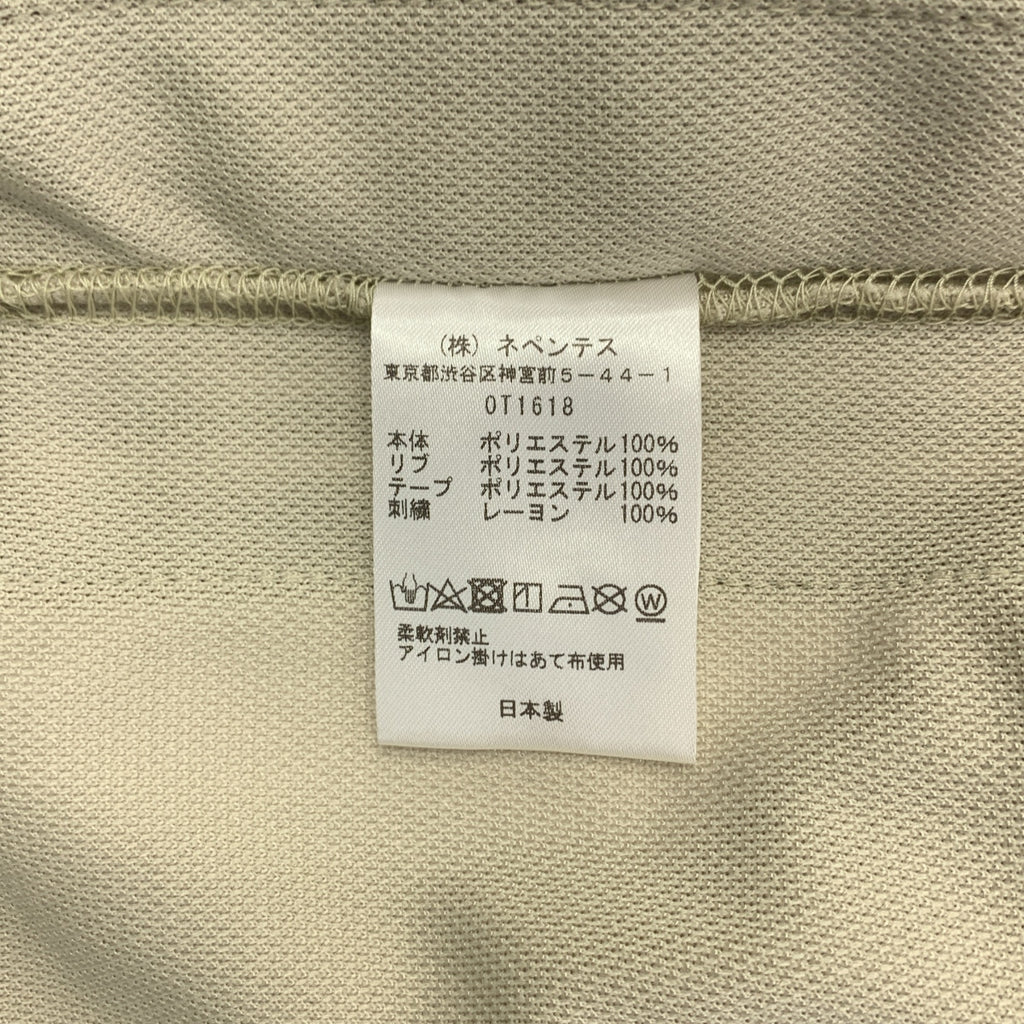 (株) ネペンテス
東京都渋谷区神宮前5-44-1
OT1618
本体 ポリエステル100%
リブ ポリエステル100%
テープ ポリエステル100%
刺繍 レーヨン 100%
W
柔軟剤禁止
アイロン掛けはあて布使用
日本製